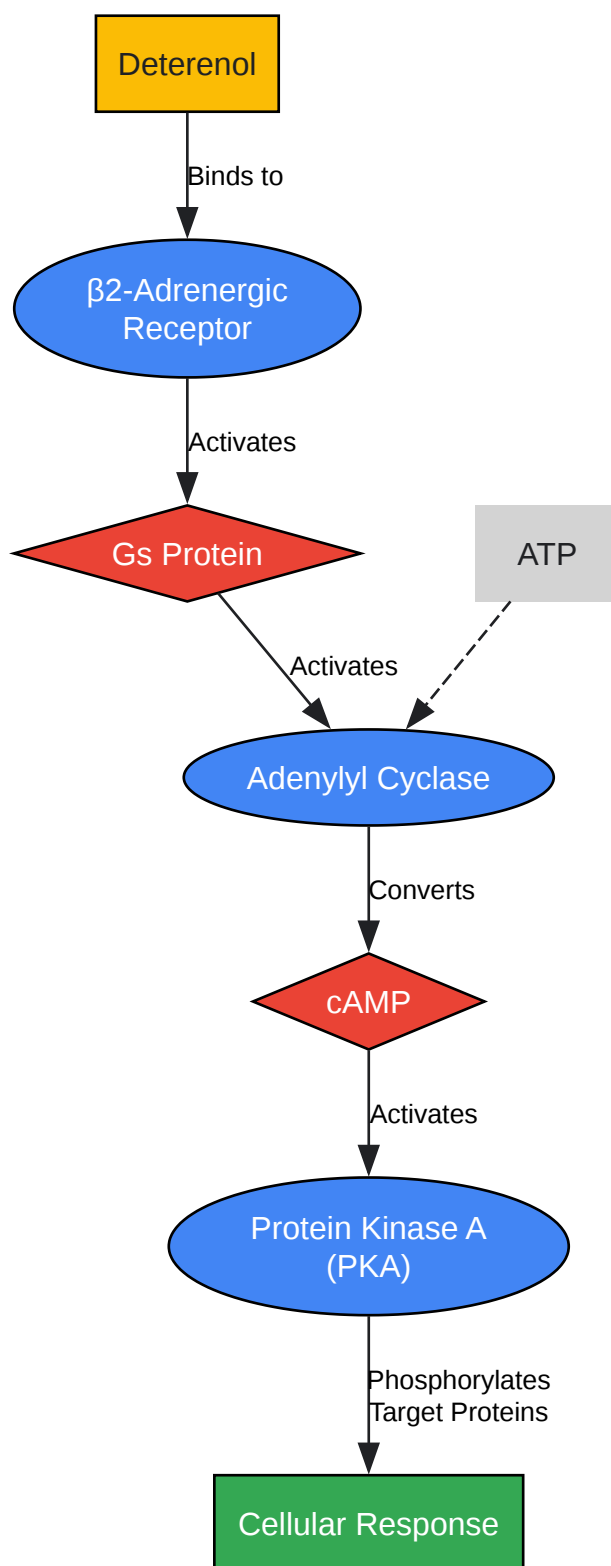 Deterenol
Binds to
β2-Adrenergic
Receptor
Activates
Gs Protein
ATP
Activates
Adenylyl Cyclase
Converts
cAMP
Activates
Protein Kinase A
(PKA)
Phosphorylates
Target Proteins
Cellular Response